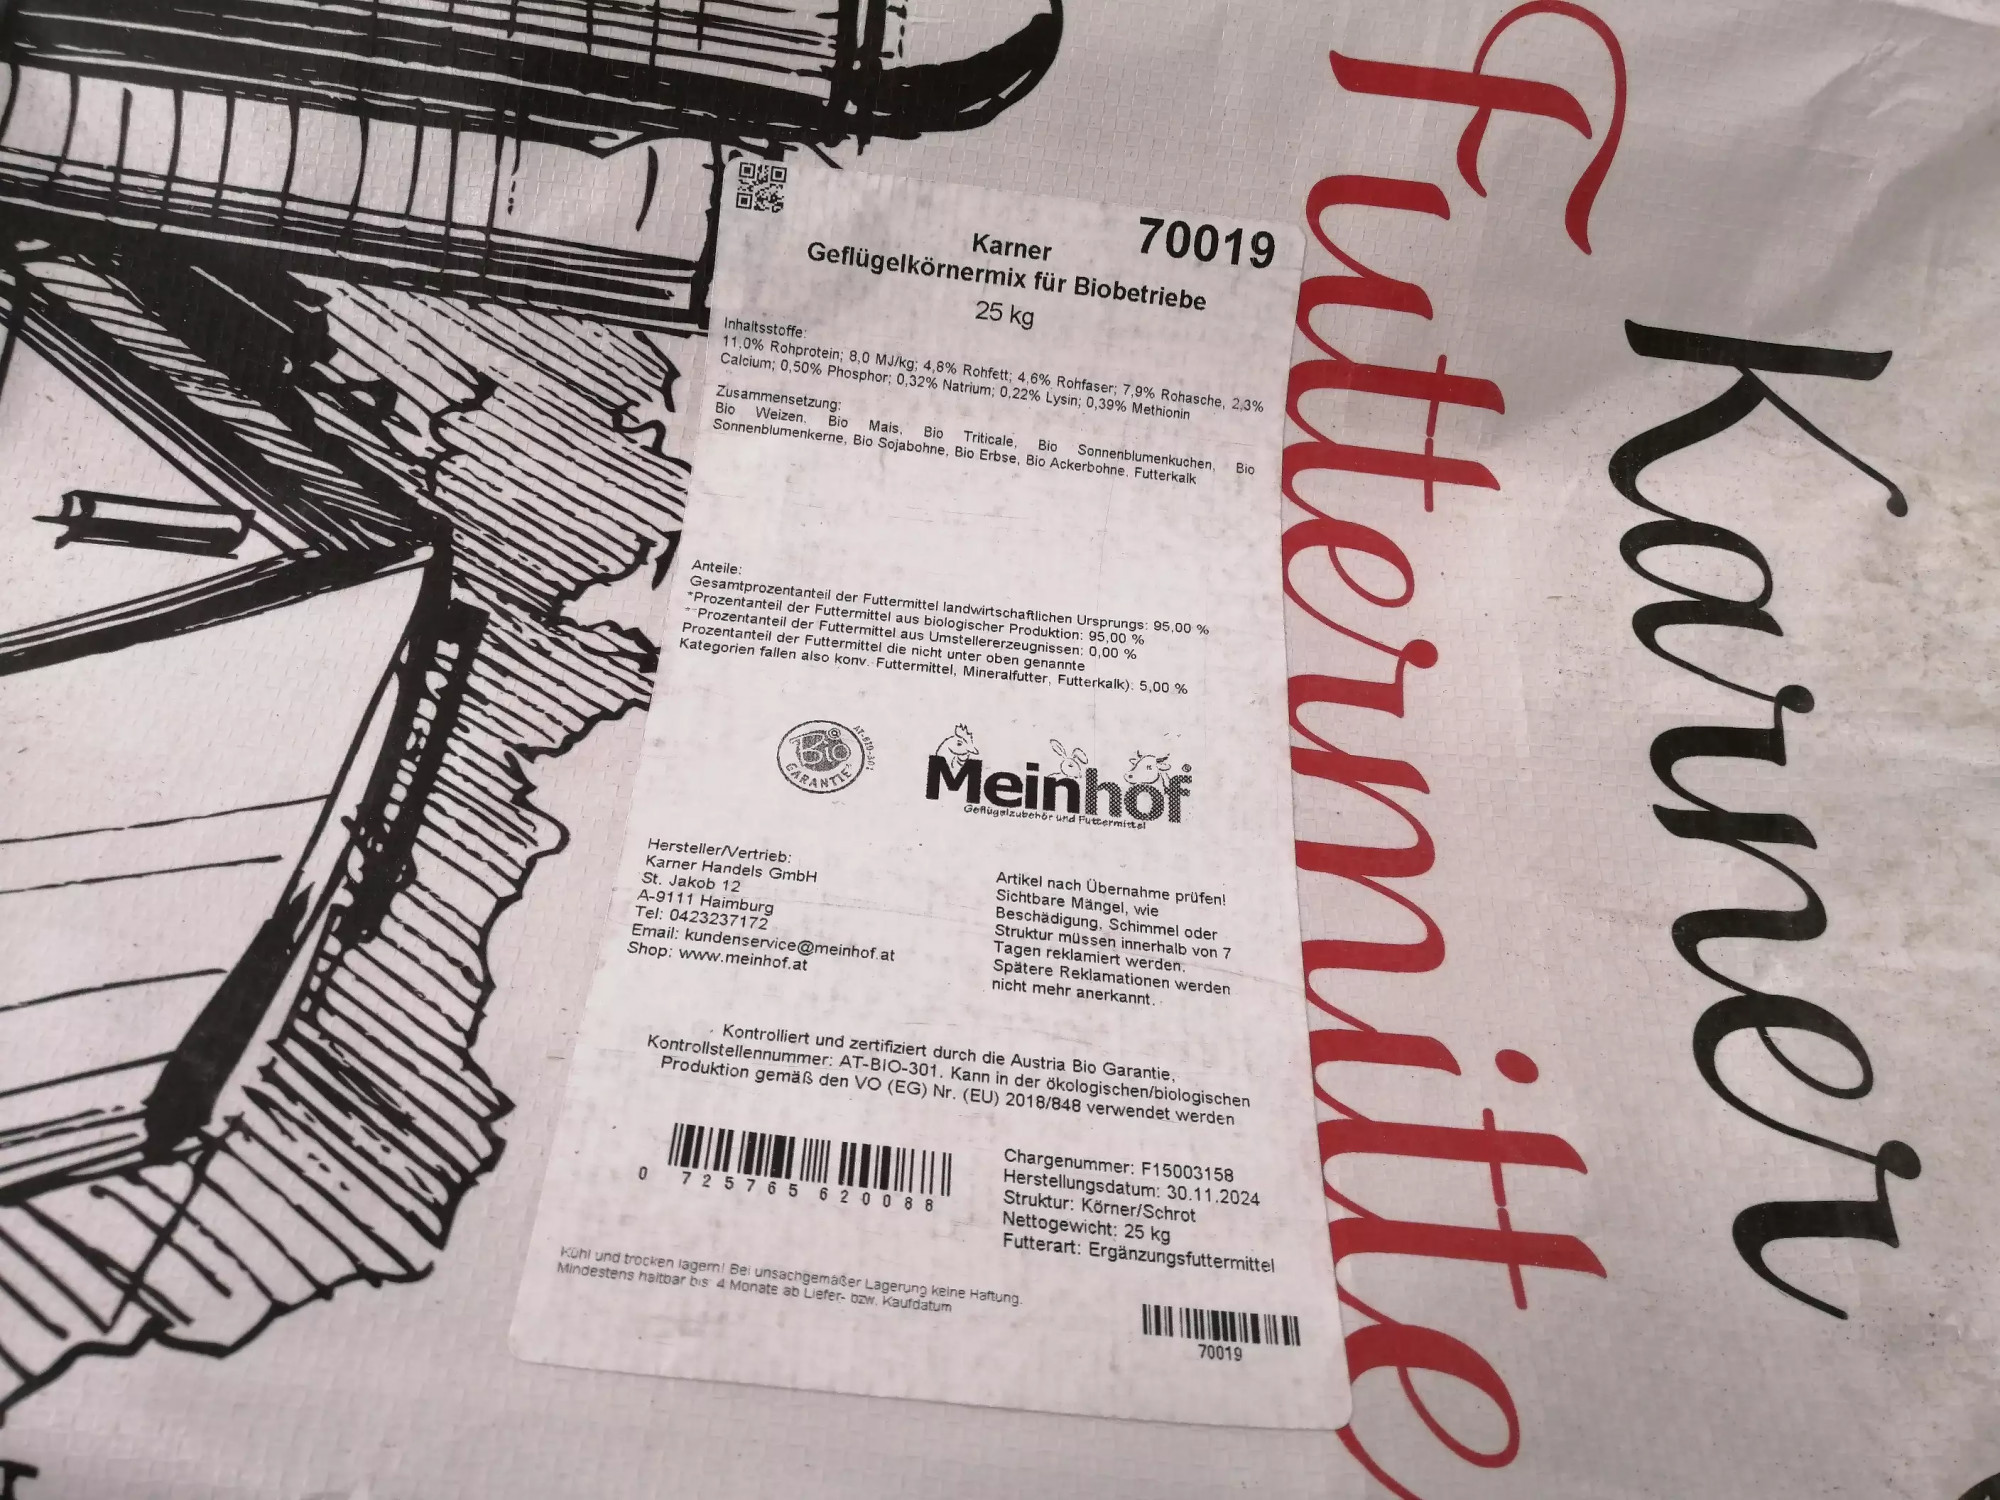 70019
Karner
Geflügelkörnermix für Biobetriebe
25 kg
Inhaltsstoffe:
11,0% Rohprotein; 8,0 MJ/kg; 4,8% Rohfett; 4,6% Rohfaser; 7,9% Rohasche, 2,3%
Calcium; 0,50% Phosphor; 0,32% Natrium; 0,22% Lysin; 0,39% Methionin
Zusammensetzung:
Bio Weizen, Bio Mais, Bio Triticale, Bio Sonnenblumenkuchen, Bio
Sonnenblumenkerne, Bio Sojabohne, Bio Erbse, Bio Ackerbohne, Futterkalk
Anteile:
Gesamtprozentanteil der Futtermittel landwirtschaftlichen Ursprungs: 95,00 %
*Prozentanteil der Futtermittel aus biologischer Produktion: 95,00 %
**Prozentanteil der Futtermittel aus Umstellererzeugnissen: 0,00 %
Prozentanteil der Futtermittel die nicht unter oben genannte
Kategorien fallen also konv. Futtermittel, Mineralfutter, Futterkalk): 5,00 %
Bio
GARANTIE
AT-BIO-301
Meinhof®
Geflügelzubehör und Futtermittel
Hersteller/Vertrieb:
Karner Handels GmbH
St. Jakob 12
A-9111 Haimburg
Tel: 0423237172
Email: kundenservice@meinhof.at
Shop: www.meinhof.at
Artikel nach Übernahme prüfen!
Sichtbare Mängel, wie
Beschädigung, Schimmel oder
Struktur müssen innerhalb von 7
Tagen reklamiert werden.
Spätere Reklamationen werden
nicht mehr anerkannt.
Kontrolliert und zertifiziert durch die Austria Bio Garantie,
Kontrollstellennummer: AT-BIO-301. Kann in der ökologischen/biologischen
Produktion gemäß den VO (EG) Nr. (EU) 2018/848 verwendet werden
0 725765 620088
Chargenummer: F15003158
Herstellungsdatum: 30.11.2024
Struktur: Körner/Schrot
Nettogewicht: 25 kg
Futterart: Ergänzungsfuttermittel
Kühl und trocken lagern! Bei unsachgemäßer Lagerung keine Haftung.
Mindestens haltbar bis: 4 Monate ab Liefer- bzw. Kaufdatum
70019
Karner
Futtermitte